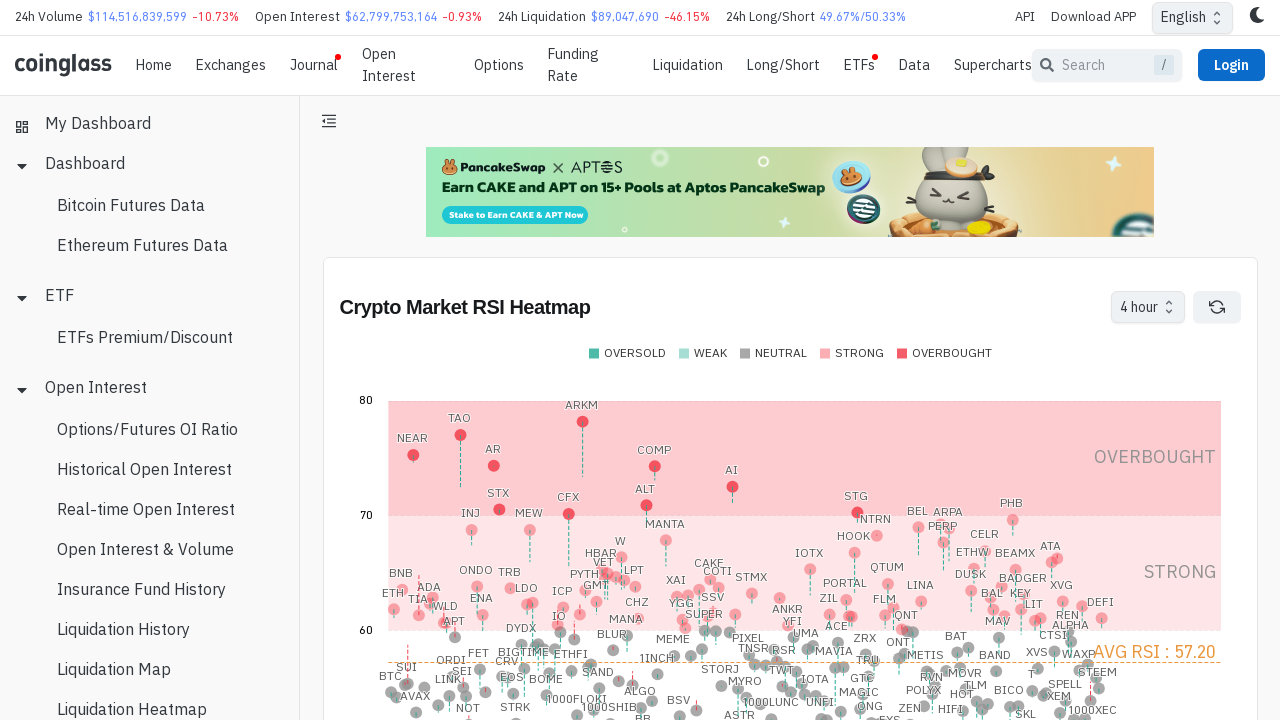 24h Volume $114,516,839,599 -10.73% Open Interest $62,799,753,164 -0.93% 24h Liquidation $89,047,690 -46.15% 24h Long/Short 49.67%/50.33% API Download APP English
coinglass Home Exchanges Journal Open Interest Options Funding Rate Liquidation Long/Short ETFs Data Supercharts Search / Login
My Dashboard
Dashboard
Bitcoin Futures Data
Ethereum Futures Data
ETF
ETFs Premium/Discount
Open Interest
Options/Futures OI Ratio
Historical Open Interest
Real-time Open Interest
Open Interest & Volume
Insurance Fund History
Liquidation History
Liquidation Map
Liquidation Heatmap
PancakeSwap × APTOS
Earn CAKE and APT on 15+ Pools at Aptos PancakeSwap
Stake to Earn CAKE & APT Now
Crypto Market RSI Heatmap
4 hour
OVERSOLD WEAK NEUTRAL STRONG OVERBOUGHT
80
ARKM
TAO
NEAR
AR
COMP
OVERBOUGHT
AI
ALT
STX
CFX
STG
PHB
70
INJ
MEW
MANTA
NTRN
BEL
ARPA
PERP
HOOK
CELR
W
HBAR
VET
IOTX
ETHW
BEAMX
ATA
CAKE
COTI
QTUM
STRONG
BNB
ONDO
TRB
PYTH
LPT
XAI
STMX
DUSK
BADGER
ETH
ADA
TIA
LDO
ICP
GMT
PORTAL
LINA
XVG
WLD
ENA
CHZ
YGG
SSV
ZIL
FLM
BAL
KEY
LIT
DEFI
APT
IO
MANA
SUPER
ANKR
YFI
ACE
QNT
MAV
REN
60
DYDX
BLUR
MEME
PIXEL
UMA
ZRX
ONT
BAT
CTSI
ALPHA
AVG RSI : 57.20
ORDI
FET
CRV
BIGTIME
ETHFI
1INCH
TNSR
RSR
MAVIA
TRU
METIS
BAND
XVS
WAXP
BTC
SUI
SEI
EOS
BOME
SAND
STORJ
TWT
IOTA
GTC
RVN
MOVR
T
STEEM
AVAX
LINK
NOT
STRK
1000FLOKI
1000SHIB
ALGO
BSV
MYRO
1000LUNC
UNFI
MAGIC
POLYX
HOT
TLM
BICO
SPELL
XEM
ASTR
ONG
ZEN
HIFI
SKL
1000XEC